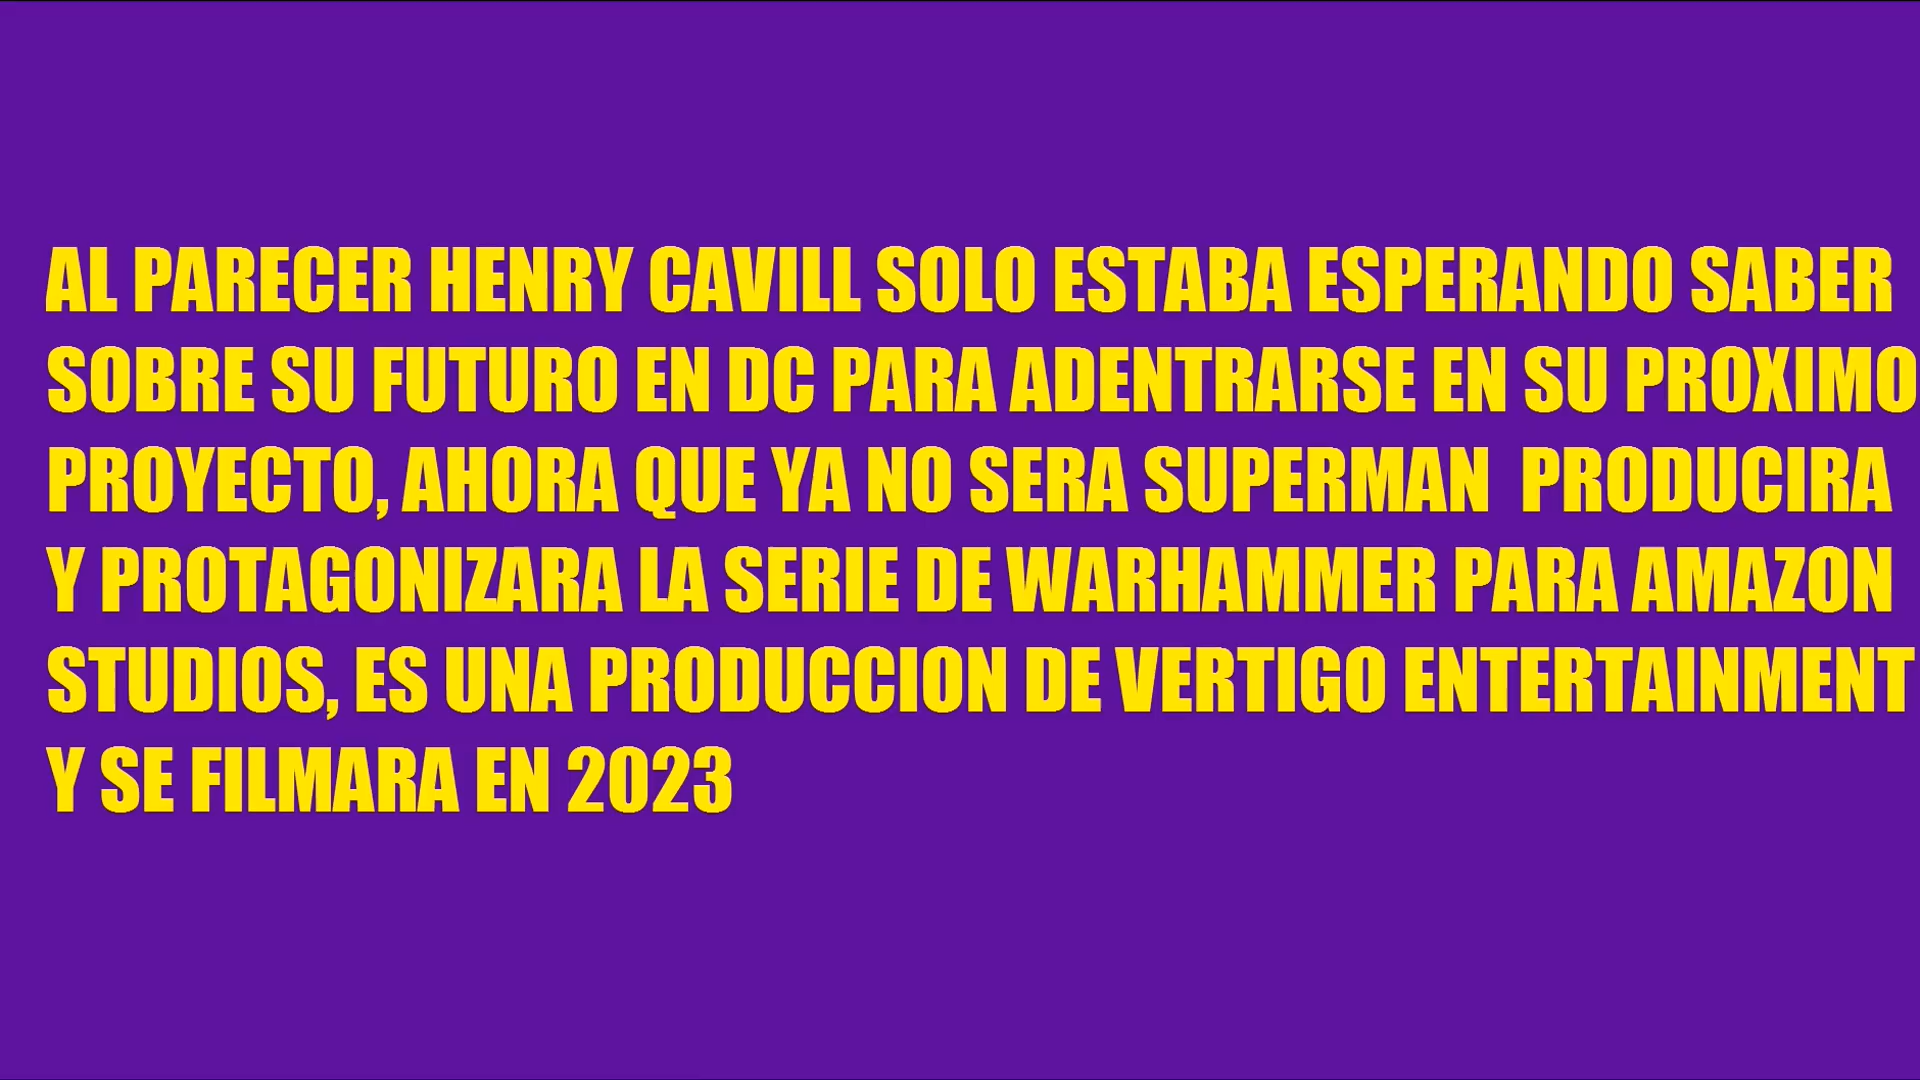 AL PARECER HENRY CAVILL SOLO ESTABA ESPERANDO SABER
SOBRE SU FUTURO EN DC PARA ADENTRARSE EN SU PROXIMO
PROYECTO, AHORA QUE YA NO SERA SUPERMAN  PRODUCIRA
Y PROTAGONIZARA LA SERIE DE WARHAMMER PARA AMAZON
STUDIOS, ES UNA PRODUCCION DE VERTIGO ENTERTAINMENT
Y SE FILMARA EN 2023